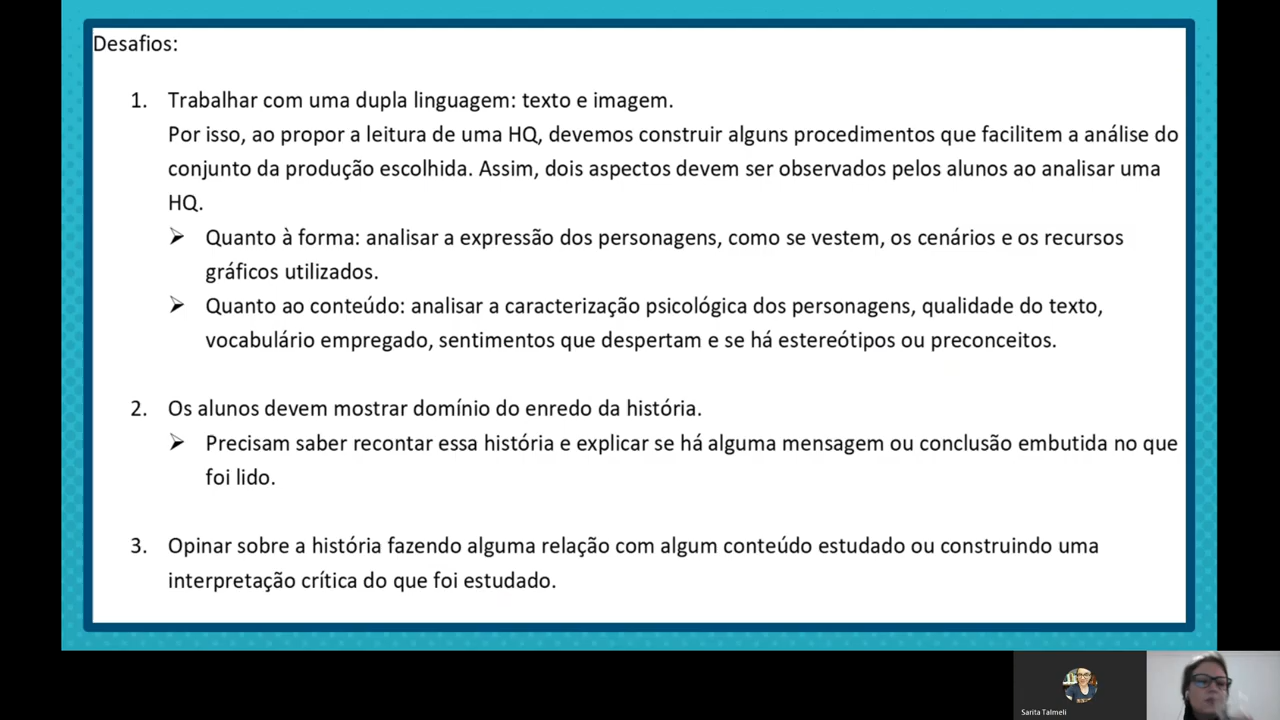 Desafios:
1. Trabalhar com uma dupla linguagem: texto e imagem.
Por isso, ao propor a leitura de uma HQ, devemos construir alguns procedimentos que facilitem a análise do
conjunto da produção escolhida. Assim, dois aspectos devem ser observados pelos alunos ao analisar uma
HQ.
➢ Quanto à forma: analisar a expressão dos personagens, como se vestem, os cenários e os recursos
gráficos utilizados.
➢ Quanto ao conteúdo: analisar a caracterização psicológica dos personagens, qualidade do texto,
vocabulário empregado, sentimentos que despertam e se há estereótipos ou preconceitos.
2. Os alunos devem mostrar domínio do enredo da história.
➢ Precisam saber recontar essa história e explicar se há alguma mensagem ou conclusão embutida no que
foi lido.
3. Opinar sobre a história fazendo alguma relação com algum conteúdo estudado ou construindo uma
interpretação crítica do que foi estudado.
Sarita Talmeli